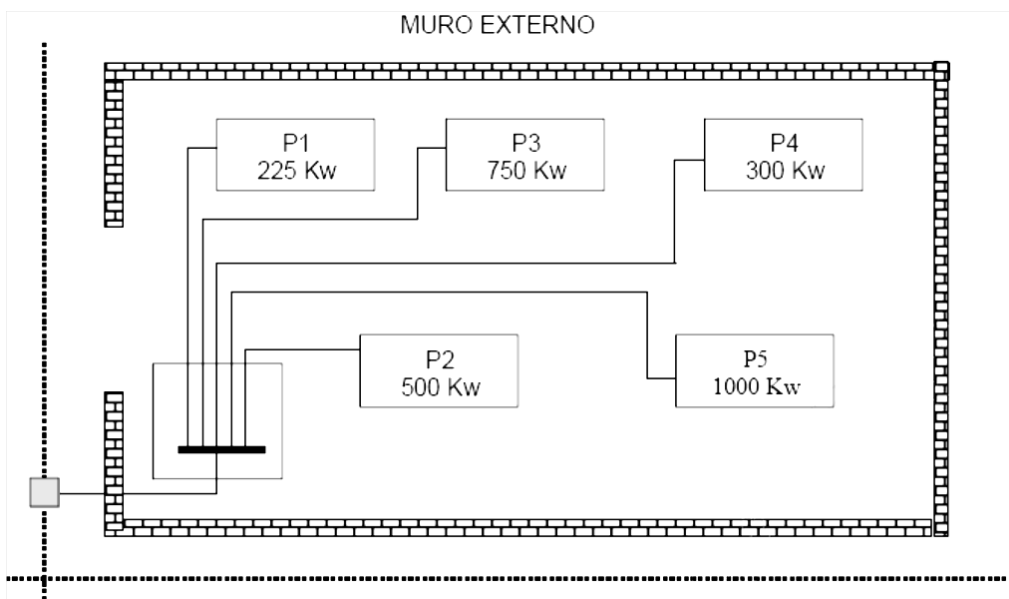 MURO EXTERNO
P1
225 Kw
P3
750 Kw
P4
300 Kw
P2
500 Kw
P5
1000 Kw